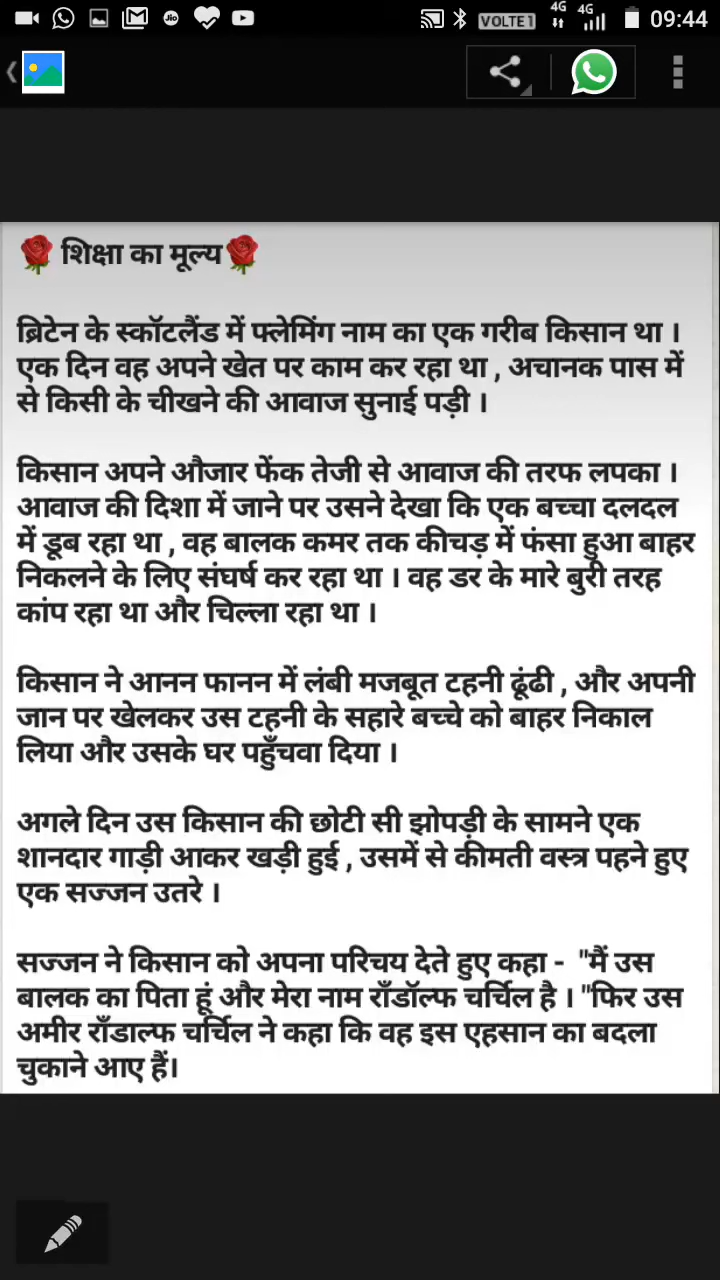 VOLTE1 4G 4G 09:44
Jio
🌹 शिक्षा का मूल्य🌹
ब्रिटेन के स्कॉटलैंड में फ्लेमिंग नाम का एक गरीब किसान था ।
एक दिन वह अपने खेत पर काम कर रहा था , अचानक पास में
से किसी के चीखने की आवाज सुनाई पड़ी ।
किसान अपने औजार फेंक तेजी से आवाज की तरफ लपका ।
आवाज की दिशा में जाने पर उसने देखा कि एक बच्चा दलदल
में डूब रहा था , वह बालक कमर तक कीचड़ में फंसा हुआ बाहर
निकलने के लिए संघर्ष कर रहा था । वह डर के मारे बुरी तरह
कांप रहा था और चिल्ला रहा था ।
किसान ने आनन फानन में लंबी मजबूत टहनी ढूंढी , और अपनी
जान पर खेलकर उस टहनी के सहारे बच्चे को बाहर निकाल
लिया और उसके घर पहुँचवा दिया ।
अगले दिन उस किसान की छोटी सी झोपड़ी के सामने एक
शानदार गाड़ी आकर खड़ी हुई , उसमें से कीमती वस्त्र पहने हुए
एक सज्जन उतरे ।
सज्जन ने किसान को अपना परिचय देते हुए कहा - "मैं उस
बालक का पिता हूं और मेरा नाम राँडॉल्फ चर्चिल है । "फिर उस
अमीर राँडाल्फ चर्चिल ने कहा कि वह इस एहसान का बदला
चुकाने आए हैं।